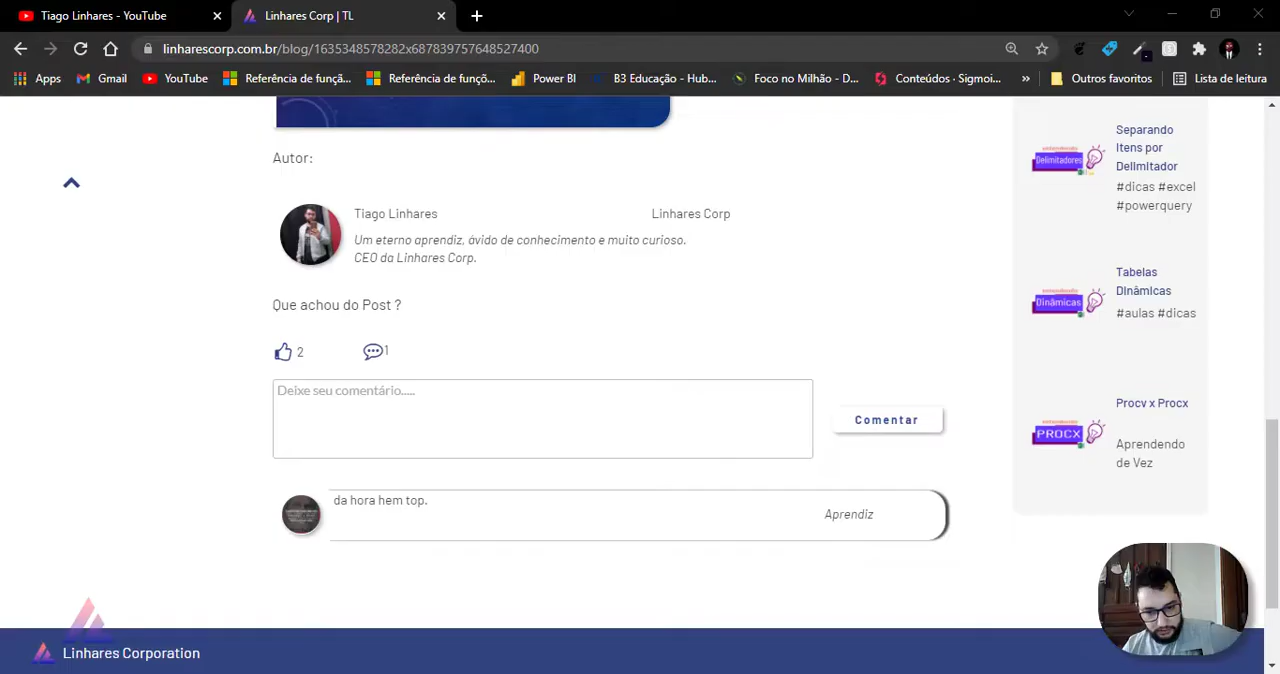 Tiago Linhares - YouTube
Linhares Corp | TL
linharescorp.com.br/blog/1635348578282x687839757648527400
Apps
Gmail
YouTube
Referência de funçã...
Referência de funçõ...
Power BI
B3 Educação - Hub...
Foco no Milhão - D...
Conteúdos · Sigmoi...
»
Outros favoritos
Lista de leitura
Autor:
Tiago Linhares
Linhares Corp
Um eterno aprendiz, ávido de conhecimento e muito curioso.
CEO da Linhares Corp.
Que achou do Post ?
2
1
Deixe seu comentário.....
Comentar
da hora hem top.
Aprendiz
Delimitadores
Separando
Itens por
Delimitador
#dicas #excel
#powerquery
Dinâmicas
Tabelas
Dinâmicas
#aulas #dicas
PROCX
Procv x Procx
Aprendendo
de Vez
Linhares Corporation